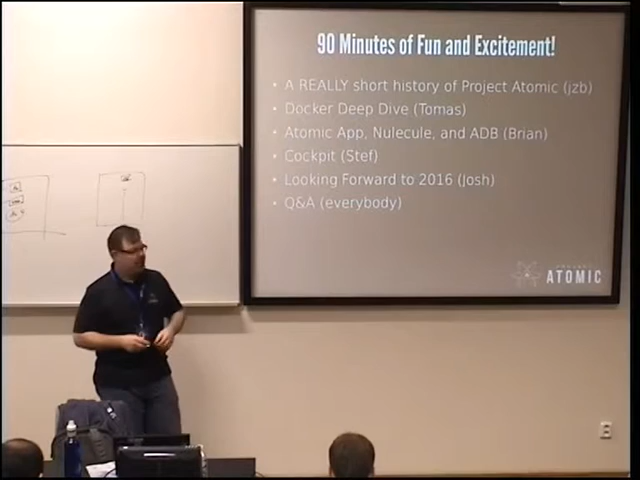 90 Minutes of Fun and Excitement!
• A REALLY short history of Project Atomic (jzb)
• Docker Deep Dive (Tomas)
• Atomic App, Nulecule, and ADB (Brian)
• Cockpit (Stef)
• Looking Forward to 2016 (Josh)
• Q&A (everybody)
PROJECT
ATOMIC